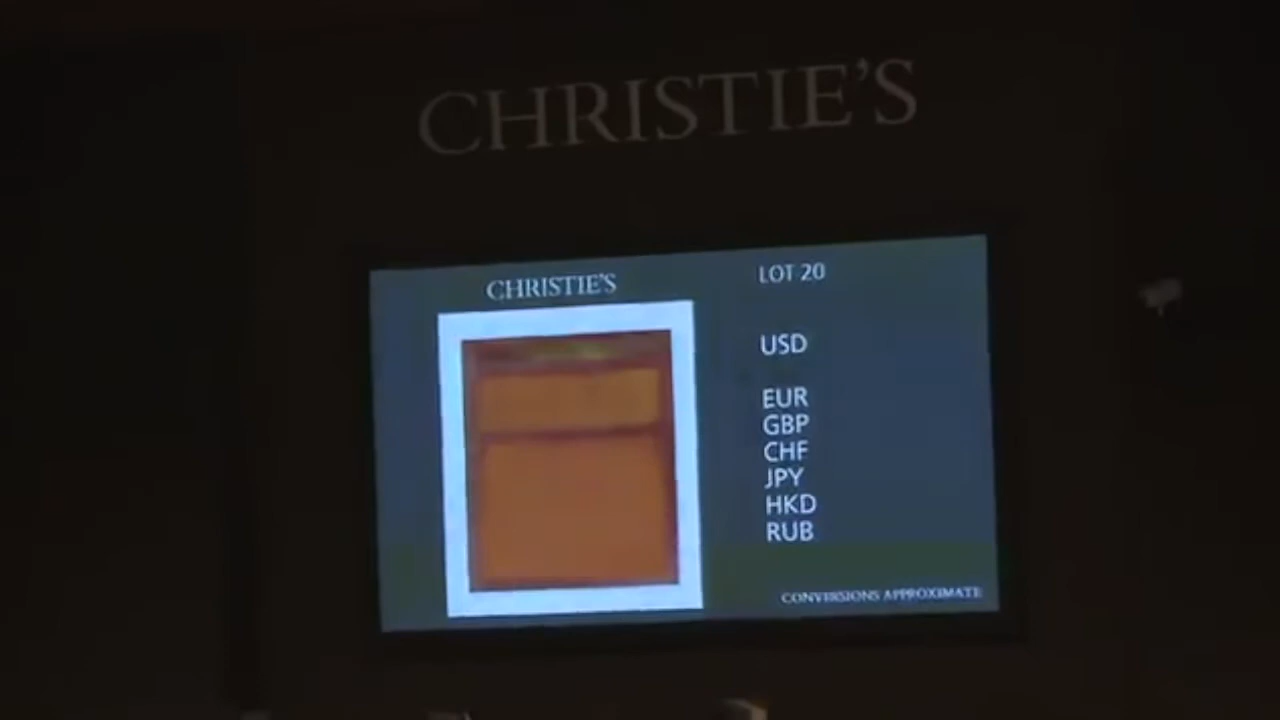 CHRISTIE'S
CHRISTIE'S
LOT 20
USD
EUR
GBP
CHF
JPY
HKD
RUB
CONVERSIONS APPROXIMATE